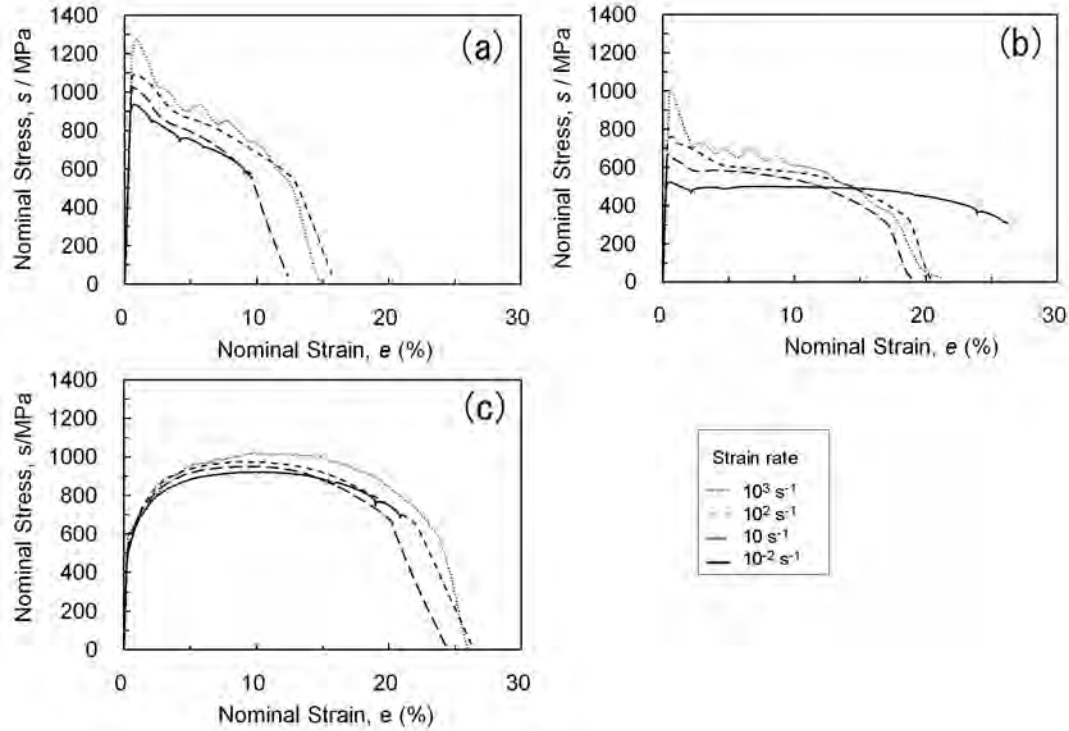 1400
1200
1000
800
600
400
200
0
Nominal Stress, s / MPa
(a)
0 10 20 30
Nominal Strain, e (%)
1400
1200
1000
800
600
400
200
0
Nominal Stress, s / MPa
(b)
0 10 20 30
Nominal Strain, e (%)
1400
1200
1000
800
600
400
200
0
Nominal Stress, s/MPa
(c)
0 10 20 30
Nominal Strain, e (%)
Strain rate
10³ s⁻¹
10² s⁻¹
10 s⁻¹
10⁻² s⁻¹